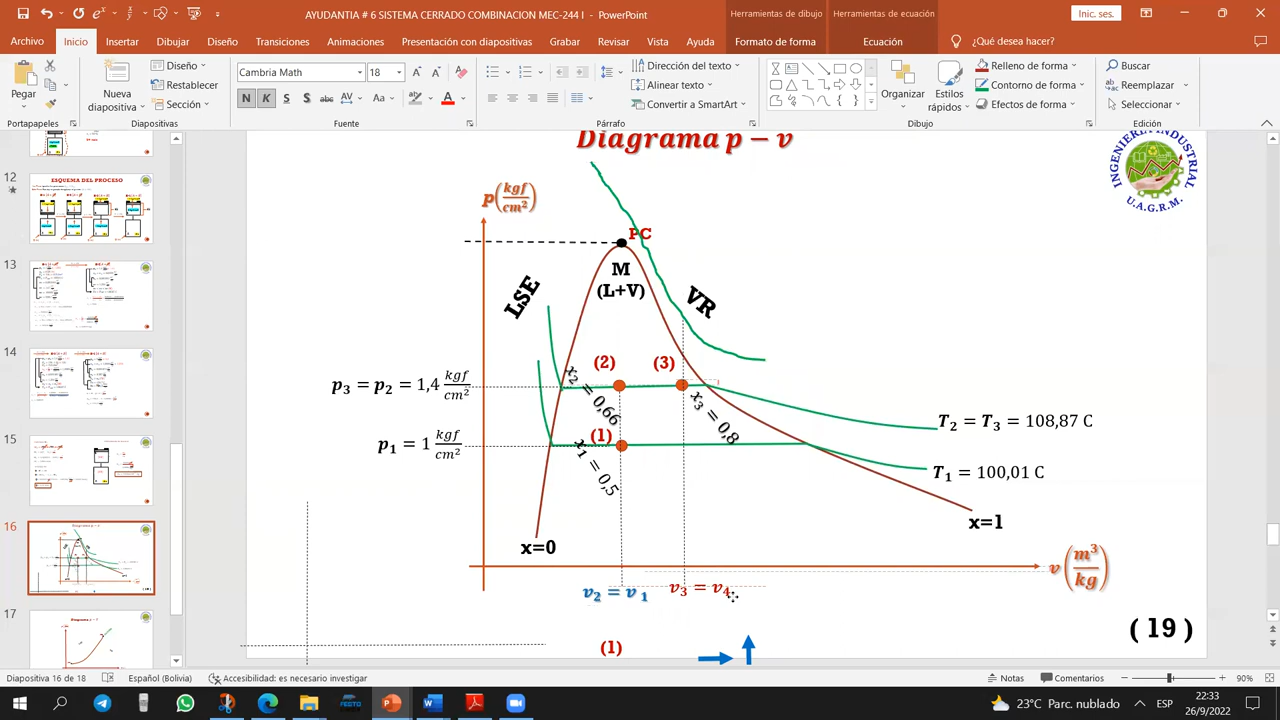 AYUDANTIA # 6 SISTEMA CERRADO COMBINACION MEC-244 I - PowerPoint
Herramientas de dibujo
Herramientas de ecuación
Inic. ses.
Archivo
Inicio
Insertar
Dibujar
Diseño
Transiciones
Animaciones
Presentación con diapositivas
Grabar
Revisar
Vista
Ayuda
Formato de forma
Ecuación
¿Qué desea hacer?
Pegar
Nueva
diapositiva
Diseño
Restablecer
Sección
Cambria Math
18
N K S S abc AV Aa A
Dirección del texto
Alinear texto
Convertir a SmartArt
Organizar
Estilos
rápidos
Relleno de forma
Contorno de forma
Efectos de forma
Buscar
Reemplazar
Seleccionar
Portapapeles
Diapositivas
Fuente
Párrafo
Dibujo
Edición
12
ESQUEMA DEL PROCESO
13
14
15
16
17
Diagrama p − v
INGENIERIA INDUSTRIAL
U.A.G.R.M.
p(kgf/cm²)
PC
M
(L+V)
LSE
VR
(2)
(3)
p₃ = p₂ = 1,4 kgf/cm²
x₂ = 0,66
x₃ = 0,8
T₂ = T₃ = 108,87 C
(1)
p₁ = 1 kgf/cm²
x₁ = 0,5
T₁ = 100,01 C
x=0
x=1
v(m³/kg)
v₂ = v₁
v₃ = v₄
(19)
(1)
Diapositiva 16 de 18
Español (Bolivia)
Accesibilidad: es necesario investigar
Notas
Comentarios
90%
FESTO
23°C Parc. nublado
ESP
22:33
26/9/2022